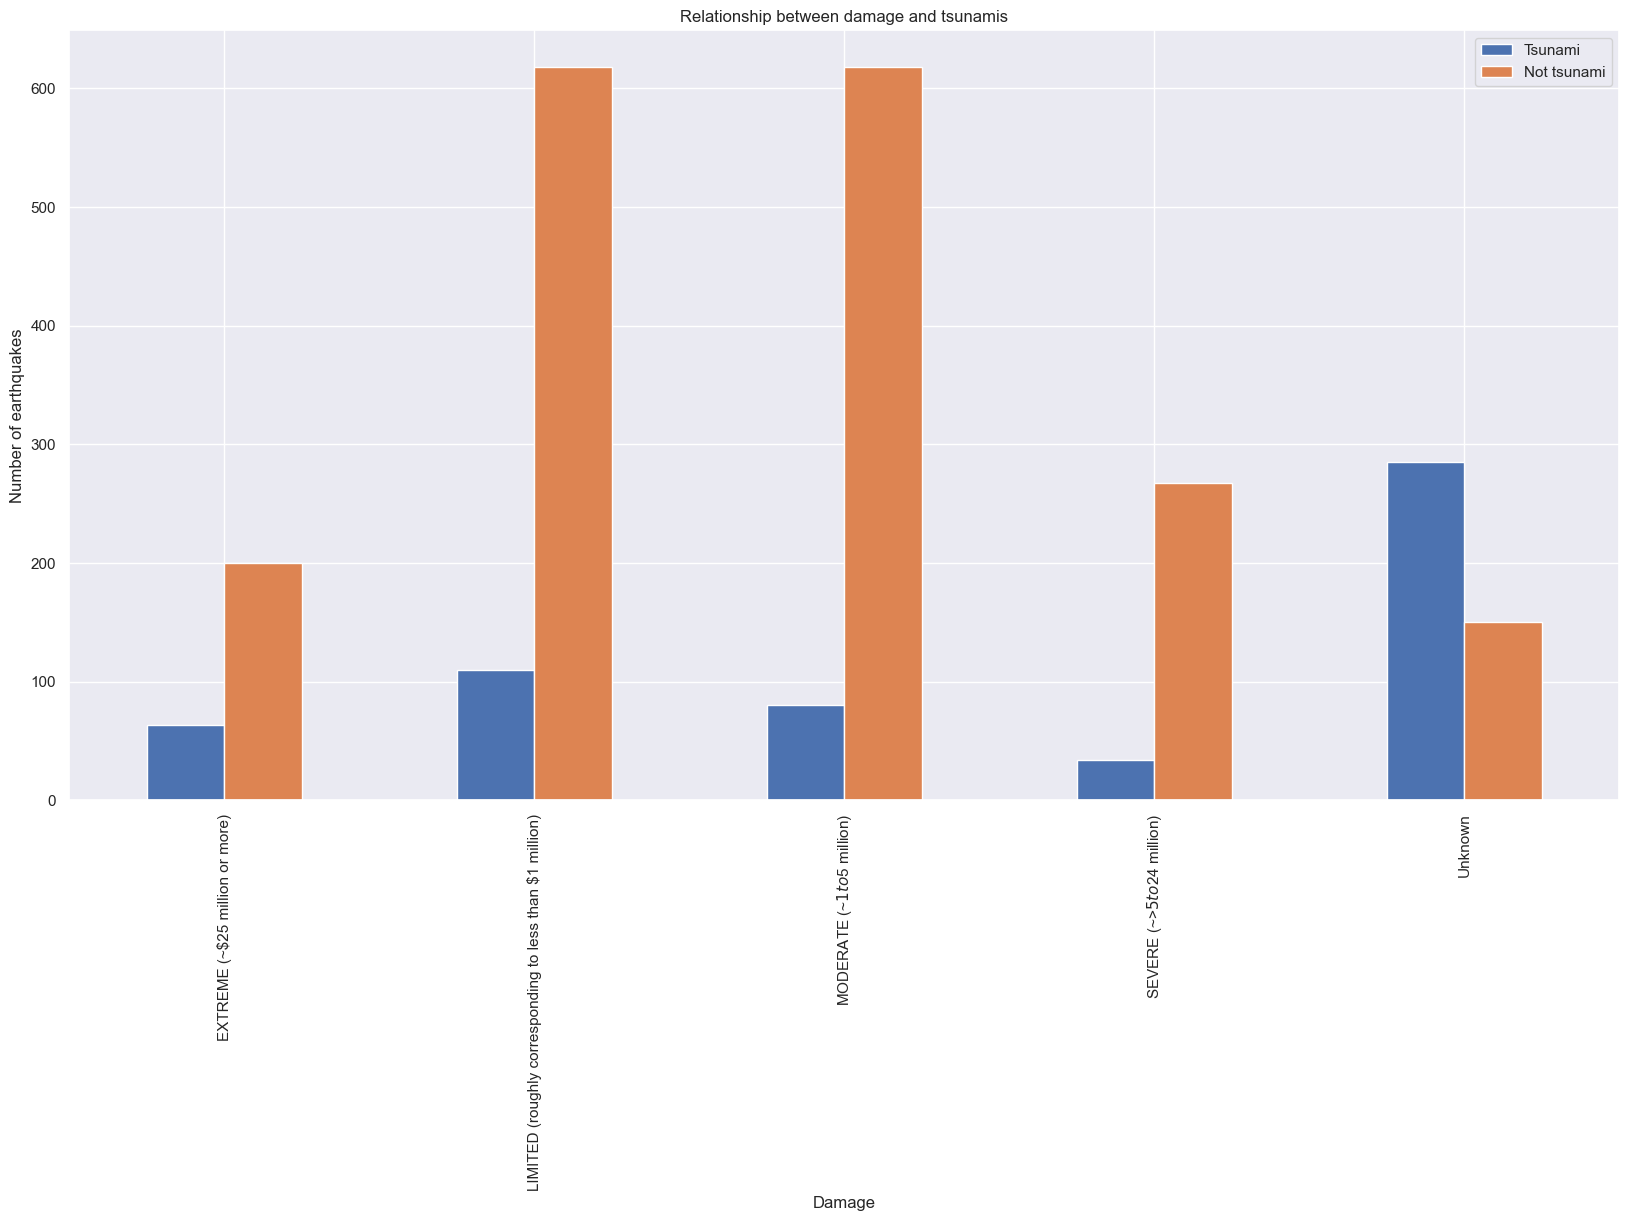 Relationship between damage and tsunamis
Tsunami
Not tsunami
Number of earthquakes
600
500
400
300
200
100
0
EXTREME (~$25 million or more)
LIMITED (roughly corresponding to less than $1 million)
MODERATE (~1to5 million)
SEVERE (~>5to24 million)
Unknown
Damage